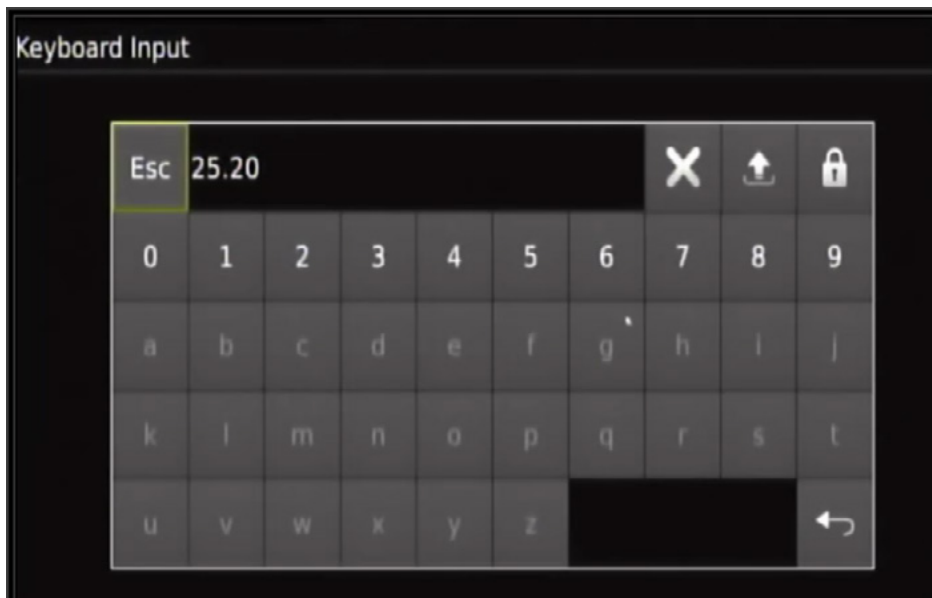 Keyboard Input
Esc 25.20
0 1 2 3 4 5 6 7 8 9
a b c d e f g h i j
k l m n o p q r s t
u v w x y z